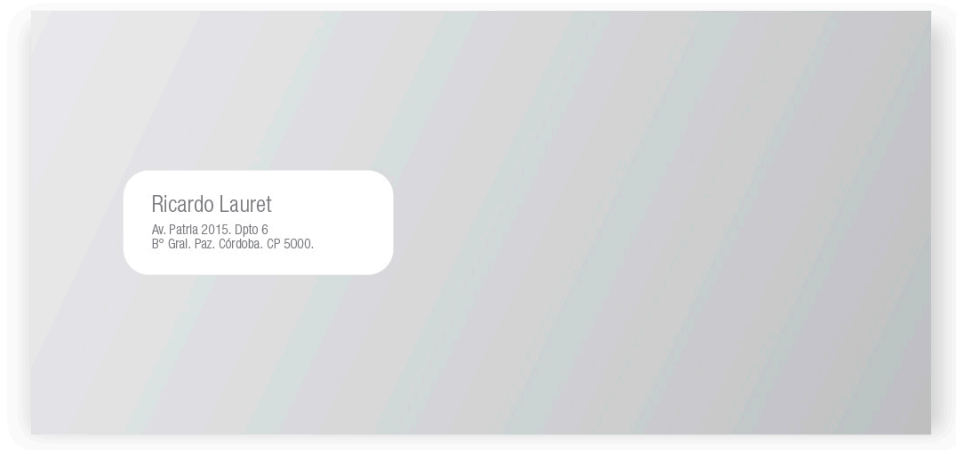 Ricardo Lauret
Av. Patria 2015. Dpto 6
B° Gral. Paz. Córdoba. CP 5000.